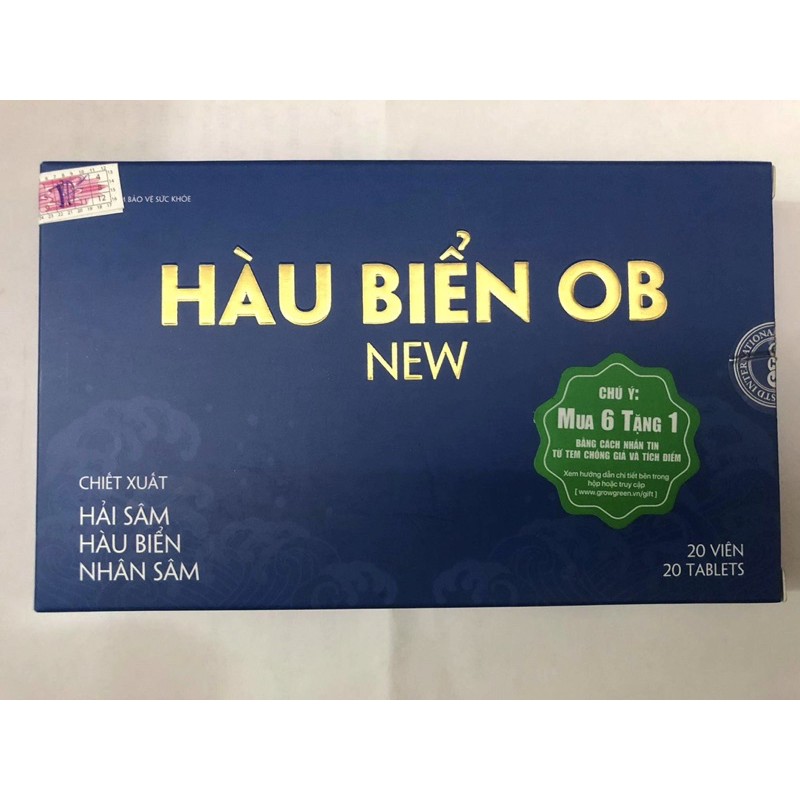 BẢO VỆ SỨC KHỎE
HÀU BIỂN OB
NEW
CHÚ Ý:
MUA 6 TẶNG 1
BẰNG CÁCH NHẮN TIN
TỪ TEM CHỐNG GIẢ VÀ TÍCH ĐIỂM
Xem hướng dẫn chi tiết bên trong
hộp hoặc truy cập
[ www.growgreen.vn/gift ]
CHIẾT XUẤT
HẢI SÂM
HÀU BIỂN
NHÂN SÂM
20 VIÊN
20 TABLETS
STD INTERNATIONAL